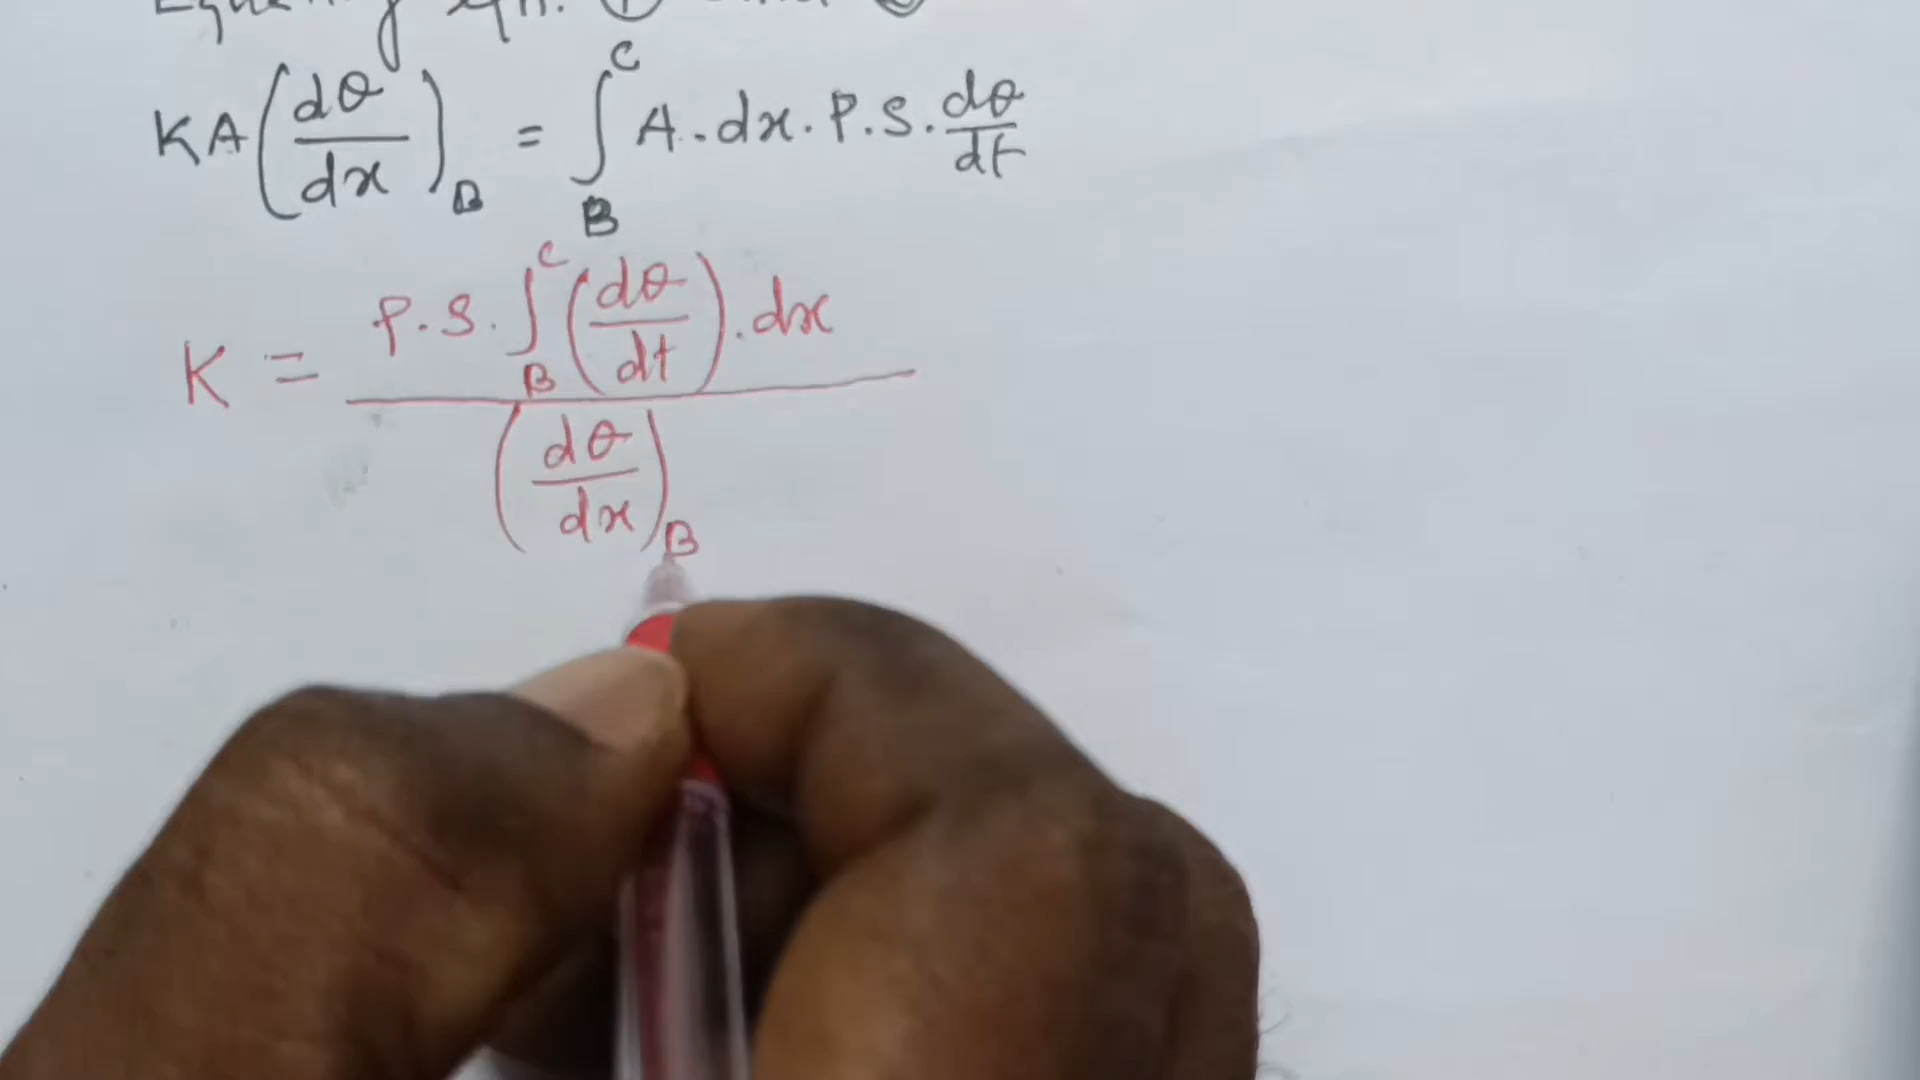 KA(dθ/dx)_B = ∫_B^C A.dx.P.S.dθ/dt
K = P.S.∫_B^C (dθ/dt).dx / (dθ/dx)_B